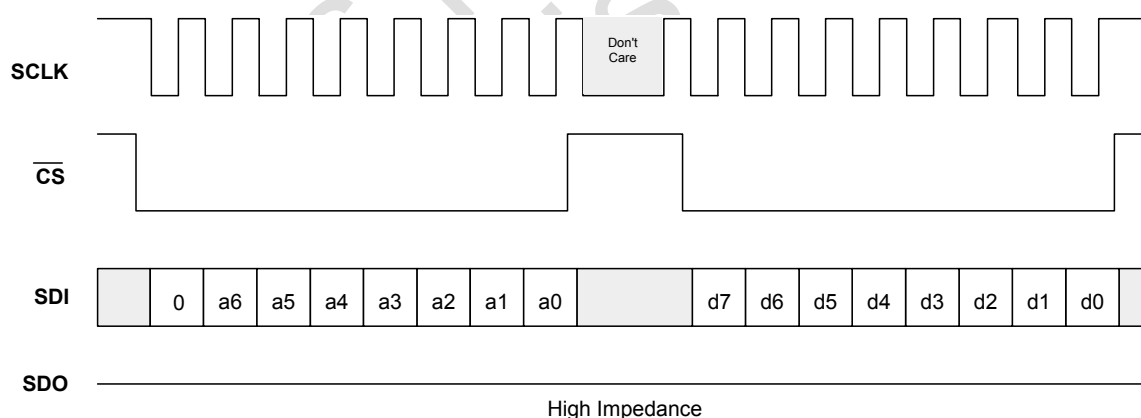 Don't
Care
SCLK
CS
SDI 0 a6 a5 a4 a3 a2 a1 a0 d7 d6 d5 d4 d3 d2 d1 d0
SDO
High Impedance